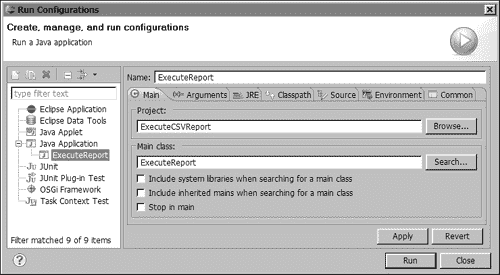 Run Configurations
Create, manage, and run configurations
Run a Java application
type filter text
Eclipse Application
Eclipse Data Tools
Java Applet
Java Application
ExecuteReport
JUnit
JUnit Plug-in Test
OSGi Framework
Task Context Test
Filter matched 9 of 9 items
Name: ExecuteReport
Main Arguments JRE Classpath Source Environment Common
Project:
ExecuteCSVReport Browse...
Main class:
ExecuteReport Search...
Include system libraries when searching for a main class
Include inherited mains when searching for a main class
Stop in main
Apply Revert
Run Close